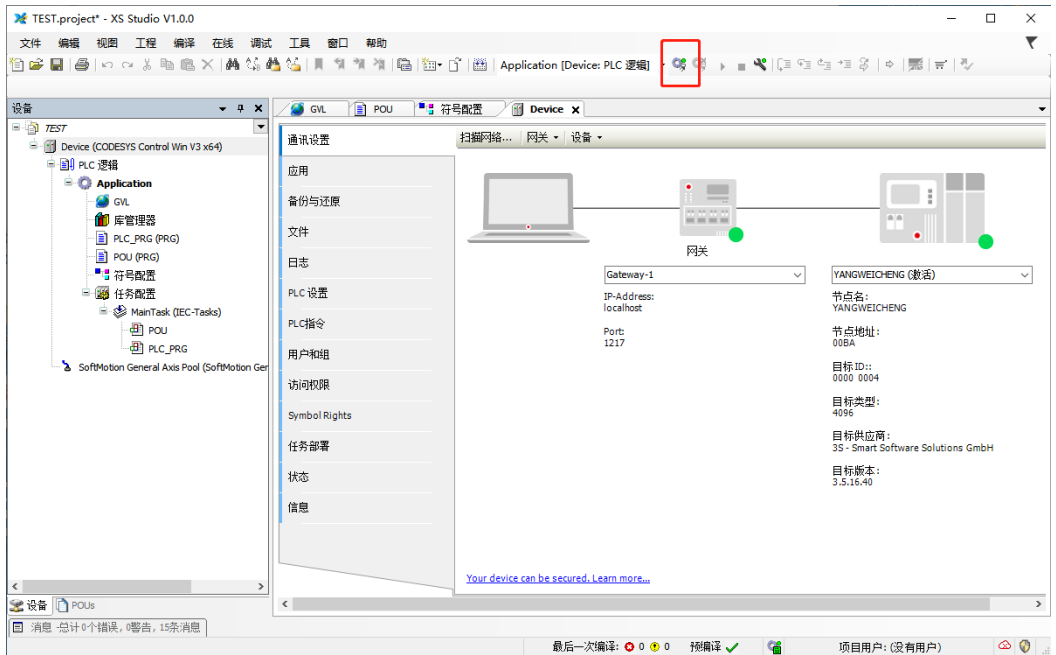 TEST.project* - XS Studio V1.0.0
文件 编辑 视图 工程 编译 在线 调试 工具 窗口 帮助
Application [Device: PLC 逻辑]
设备
TEST
Device (CODESYS Control Win V3 x64)
PLC 逻辑
Application
GVL
库管理器
PLC_PRG (PRG)
POU (PRG)
符号配置
任务配置
MainTask (IEC-Tasks)
POU
PLC_PRG
SoftMotion General Axis Pool (SoftMotion Ger
设备 POUs
GVL POU 符号配置 Device
通讯设置
应用
备份与还原
文件
日志
PLC 设置
PLC指令
用户和组
访问权限
Symbol Rights
任务部署
状态
信息
扫描网络... 网关 设备
网关
Gateway-1
IP-Address:
localhost
Port:
1217
YANGWEICHENG (激活)
节点名:
YANGWEICHENG
节点地址:
00BA
目标ID::
0000 0004
目标类型:
4096
目标供应商:
3S - Smart Software Solutions GmbH
目标版本:
3.5.16.40
Your device can be secured. Learn more...
消息 -总计0个错误, 0警告, 15条消息
最后一次编译: 0 0 预编译 项目用户: (没有用户)